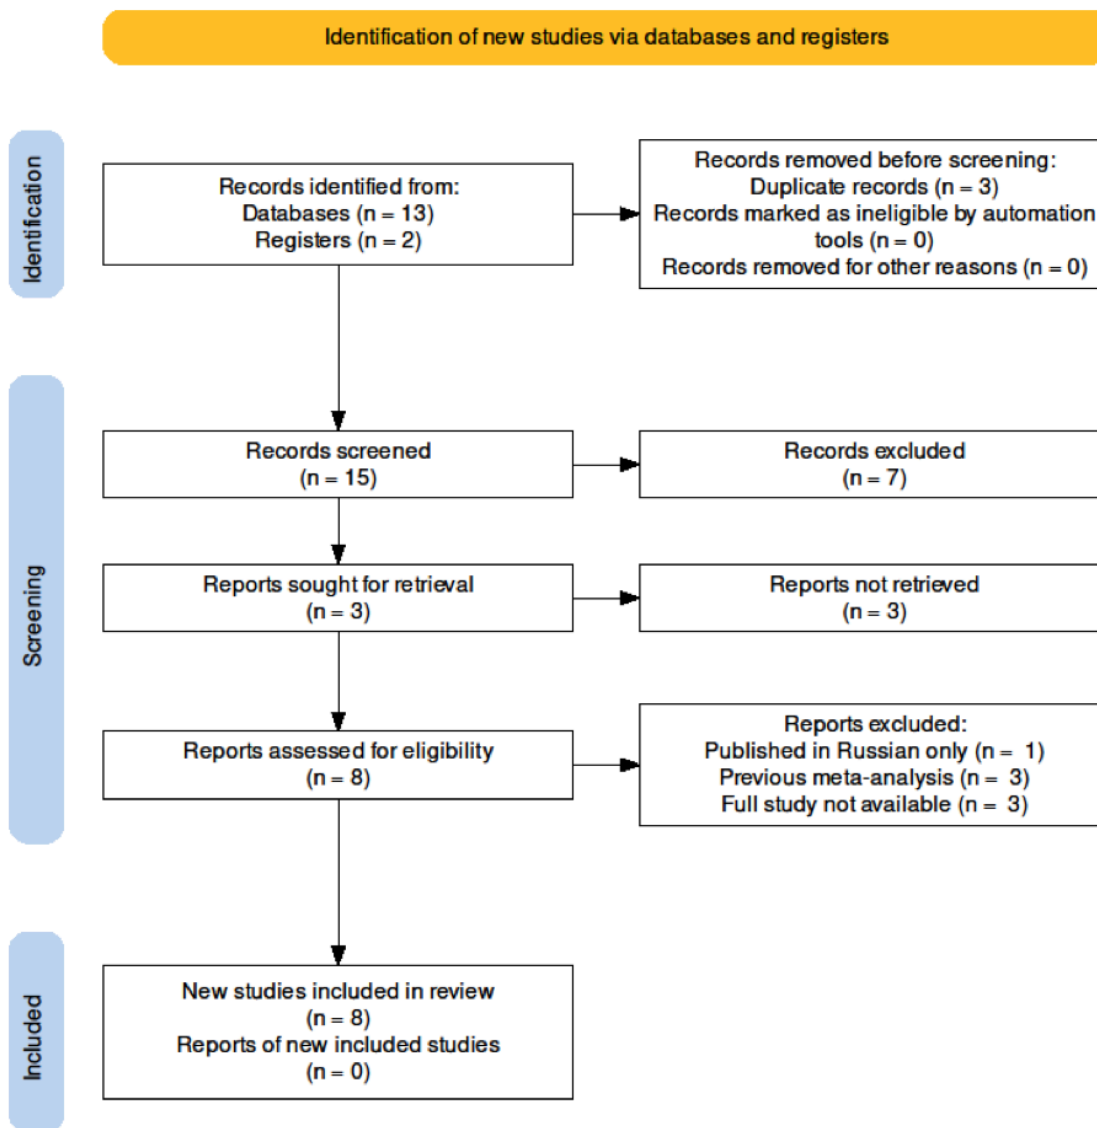 Identification of new studies via databases and registers
Identification
Records identified from:
Databases (n = 13)
Registers (n = 2)
Records removed before screening:
Duplicate records (n = 3)
Records marked as ineligible by automation
tools (n = 0)
Records removed for other reasons (n = 0)
Screening
Records screened
(n = 15)
Records excluded
(n = 7)
Reports sought for retrieval
(n = 3)
Reports not retrieved
(n = 3)
Reports assessed for eligibility
(n = 8)
Reports excluded:
Published in Russian only (n = 1)
Previous meta-analysis (n = 3)
Full study not available (n = 3)
Included
New studies included in review
(n = 8)
Reports of new included studies
(n = 0)